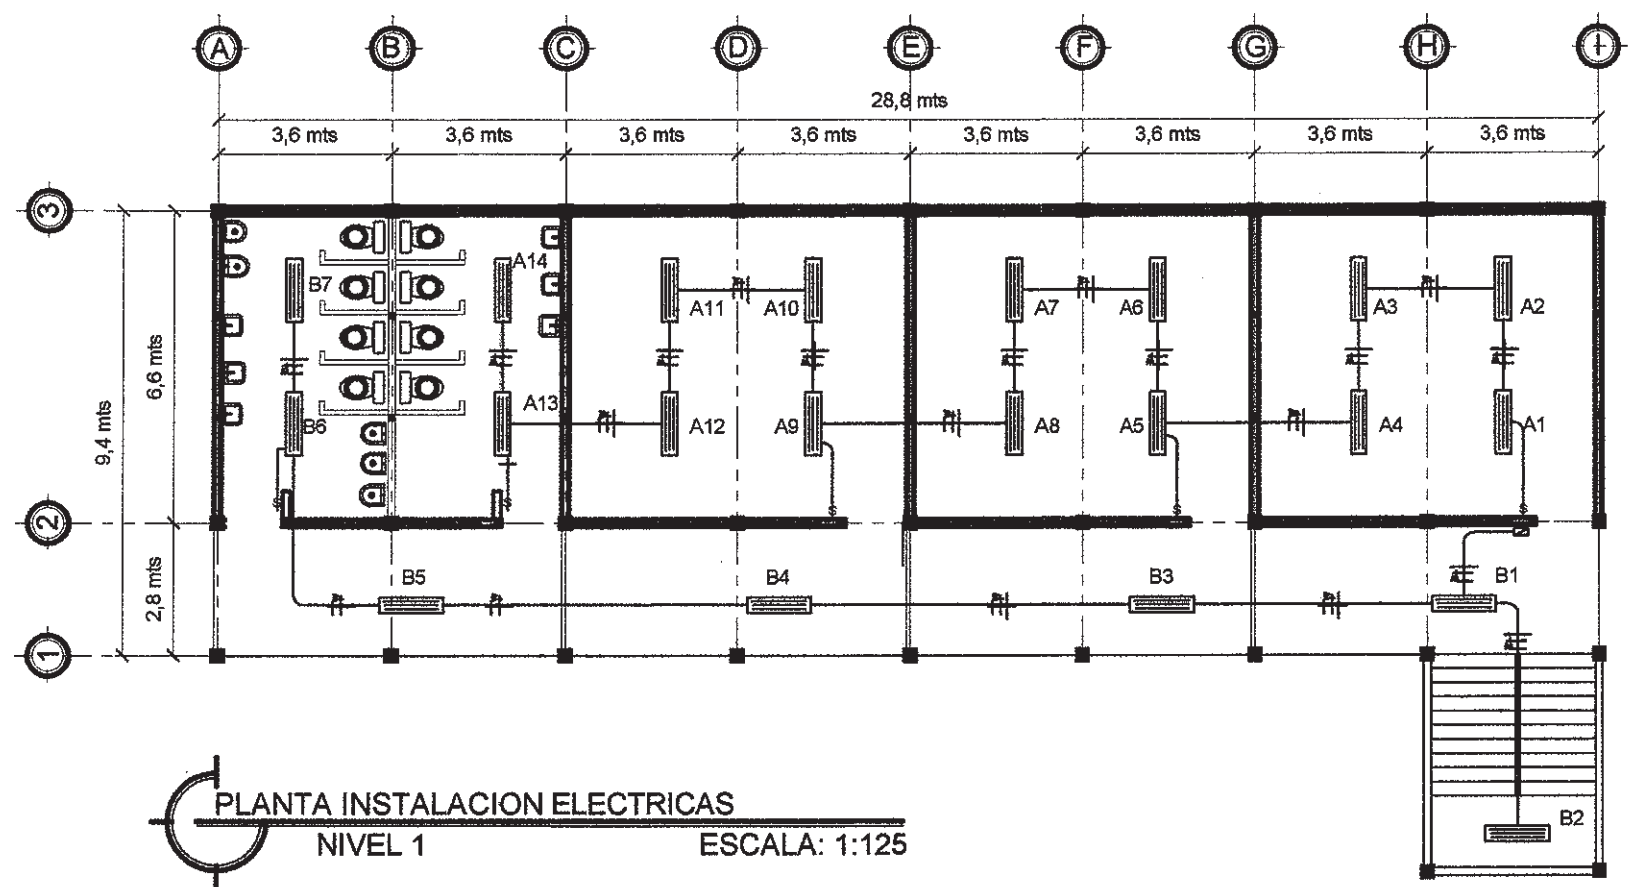 A B C D E F G H I
28,8 mts
3,6 mts 3,6 mts 3,6 mts 3,6 mts 3,6 mts 3,6 mts 3,6 mts 3,6 mts
3
A14
B7 A11 A10 A7 A6 A3 A2
6,6 mts
9,4 mts
A13
B6 A12 A9 A8 A5 A4 A1
S S S S S
2
2,8 mts
B5 B4 B3 B1
1
B2
PLANTA INSTALACION ELECTRICAS
NIVEL 1 ESCALA: 1:125